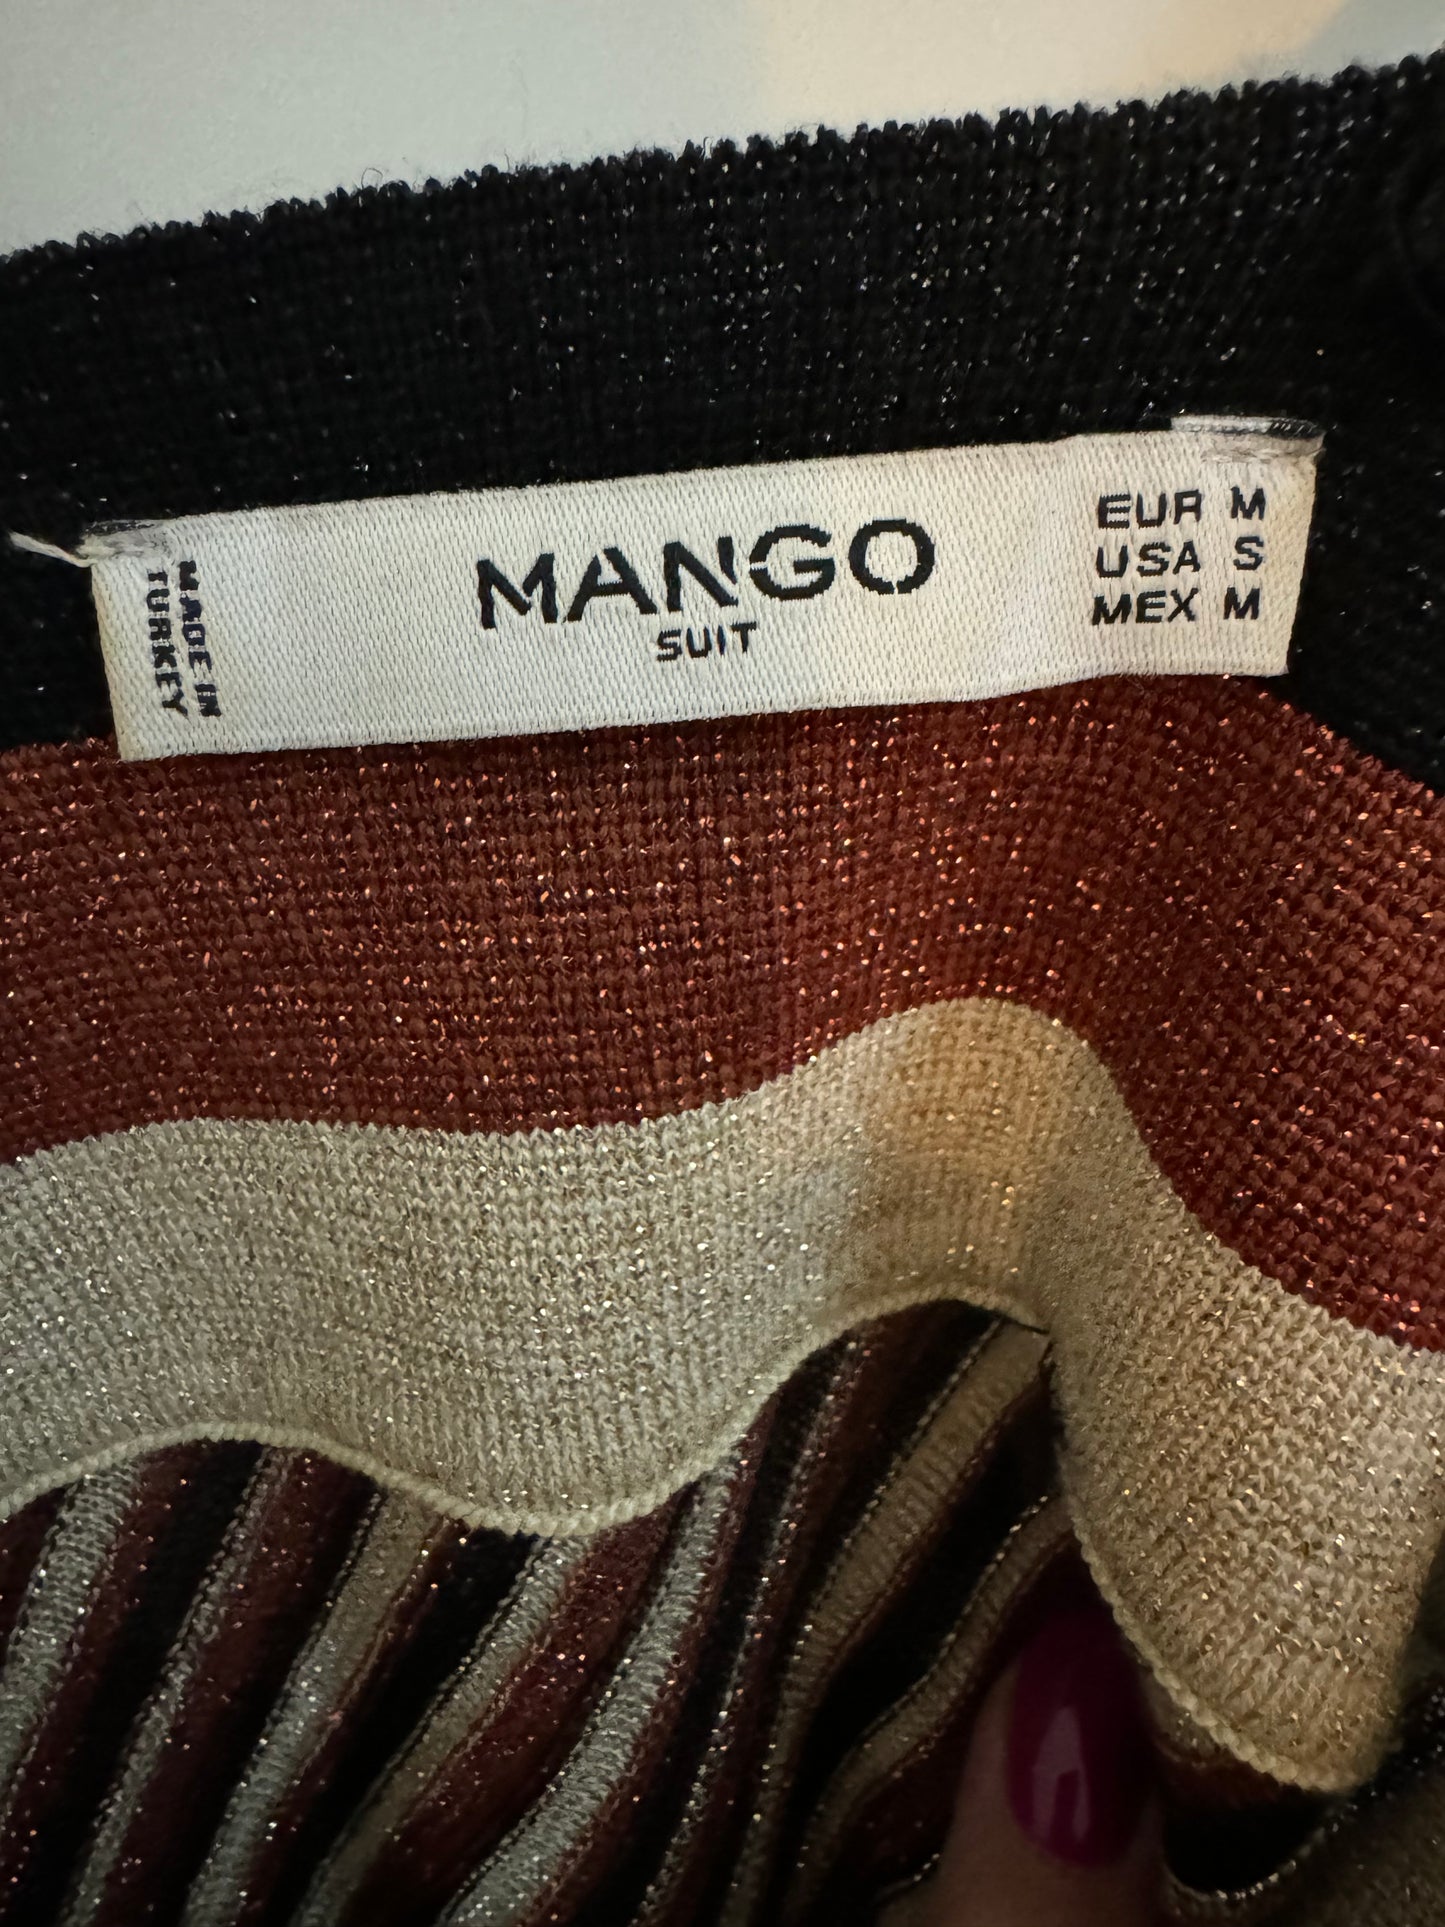 MANGO
SUIT
EUR M
USA S
MEX M
MADE IN
TURKEY